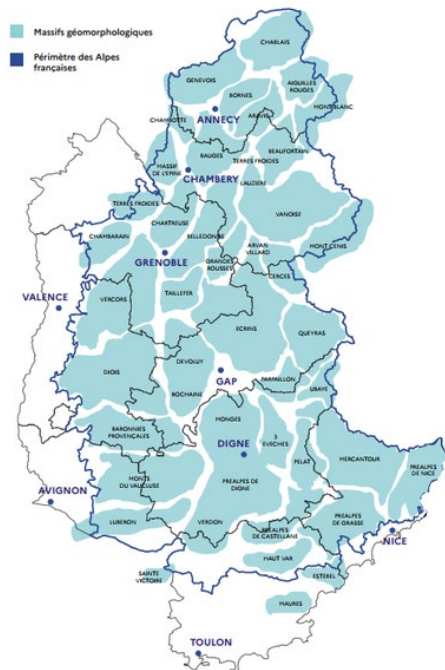 Massifs géomorphologiques
Périmètre des Alpes
françaises
CHABLAIS
GENEVOIS
AIGUILLES
ROUGES
BORNES
MONT BLANC
ANNECY
ARAVIS
CHAMBOTTE
BEAUFORTAIN
BAUGES
MASSIF
DE L'ÉPINE
TERRES FROIDES
CHAMBERY
LAUZIÈRE
TERRES FROIDES
VANOISE
CHARTREUSE
CHAMBARAN
BELLEDONNE
ARVAN
VILLARD
MONT CENIS
GRENOBLE
GRANDES
ROUSSES
CERCES
VALENCE
VERCORS
TAILLEFER
ECRINS
QUEYRAS
DEVOLUY
DIOIS
GAP
PARPAILLON
UBAYE
BOCHAINE
MONGES
BARONNIES
PROVENÇALES
3
EVECHES
DIGNE
MERCANTOUR
PELAT
PREALPES
DE NICE
MONTS
DU VAUCLUSE
PREALPES DE
DIGNE
AVIGNON
PREALPES
DE GRASSE
LUBERON
VERDON
PREALPES
DE CASTELLANE
NICE
HAUT VAR
SAINTE
VICTOIRE
ESTEREL
MAURES
TOULON